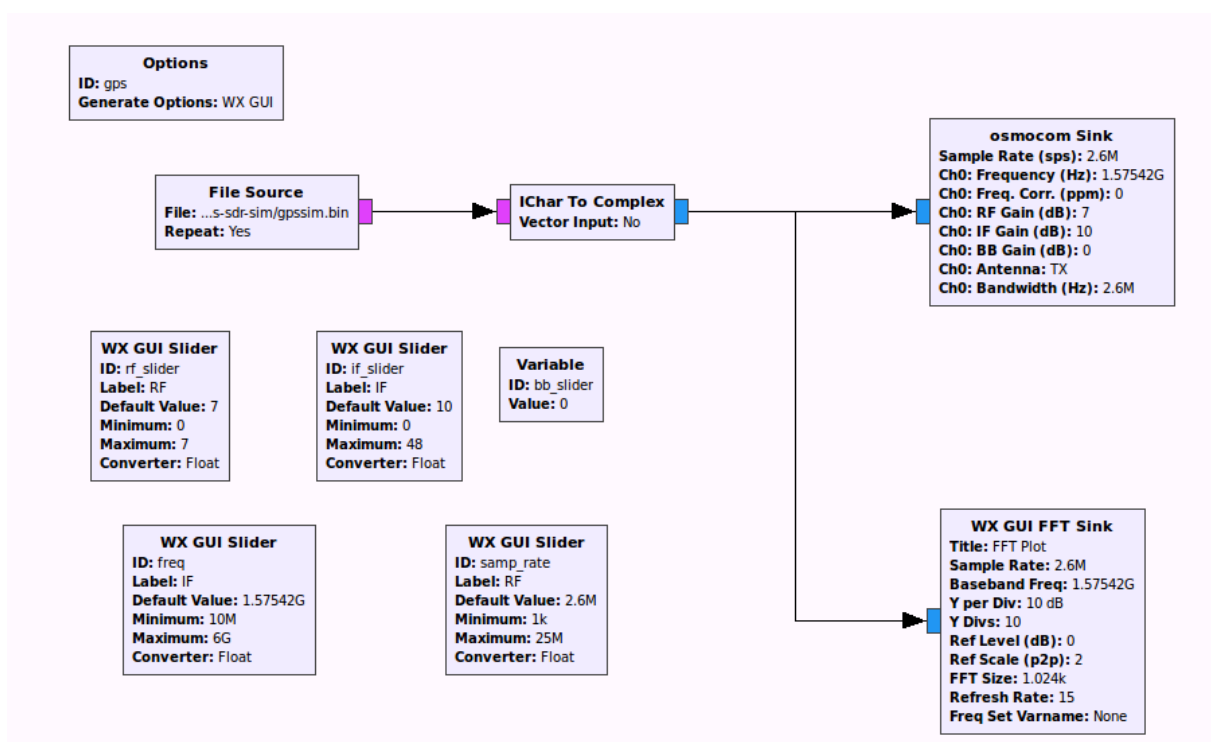 Options
ID: gps
Generate Options: WX GUI
File Source
File: ...s-sdr-sim/gpssim.bin
Repeat: Yes
IChar To Complex
Vector Input: No
osmocom Sink
Sample Rate (sps): 2.6M
Ch0: Frequency (Hz): 1.57542G
Ch0: Freq. Corr. (ppm): 0
Ch0: RF Gain (dB): 7
Ch0: IF Gain (dB): 10
Ch0: BB Gain (dB): 0
Ch0: Antenna: TX
Ch0: Bandwidth (Hz): 2.6M
WX GUI Slider
ID: rf_slider
Label: RF
Default Value: 7
Minimum: 0
Maximum: 7
Converter: Float
WX GUI Slider
ID: if_slider
Label: IF
Default Value: 10
Minimum: 0
Maximum: 48
Converter: Float
Variable
ID: bb_slider
Value: 0
WX GUI Slider
ID: freq
Label: IF
Default Value: 1.57542G
Minimum: 10M
Maximum: 6G
Converter: Float
WX GUI Slider
ID: samp_rate
Label: RF
Default Value: 2.6M
Minimum: 1k
Maximum: 25M
Converter: Float
WX GUI FFT Sink
Title: FFT Plot
Sample Rate: 2.6M
Baseband Freq: 1.57542G
Y per Div: 10 dB
Y Divs: 10
Ref Level (dB): 0
Ref Scale (p2p): 2
FFT Size: 1.024k
Refresh Rate: 15
Freq Set Varname: None